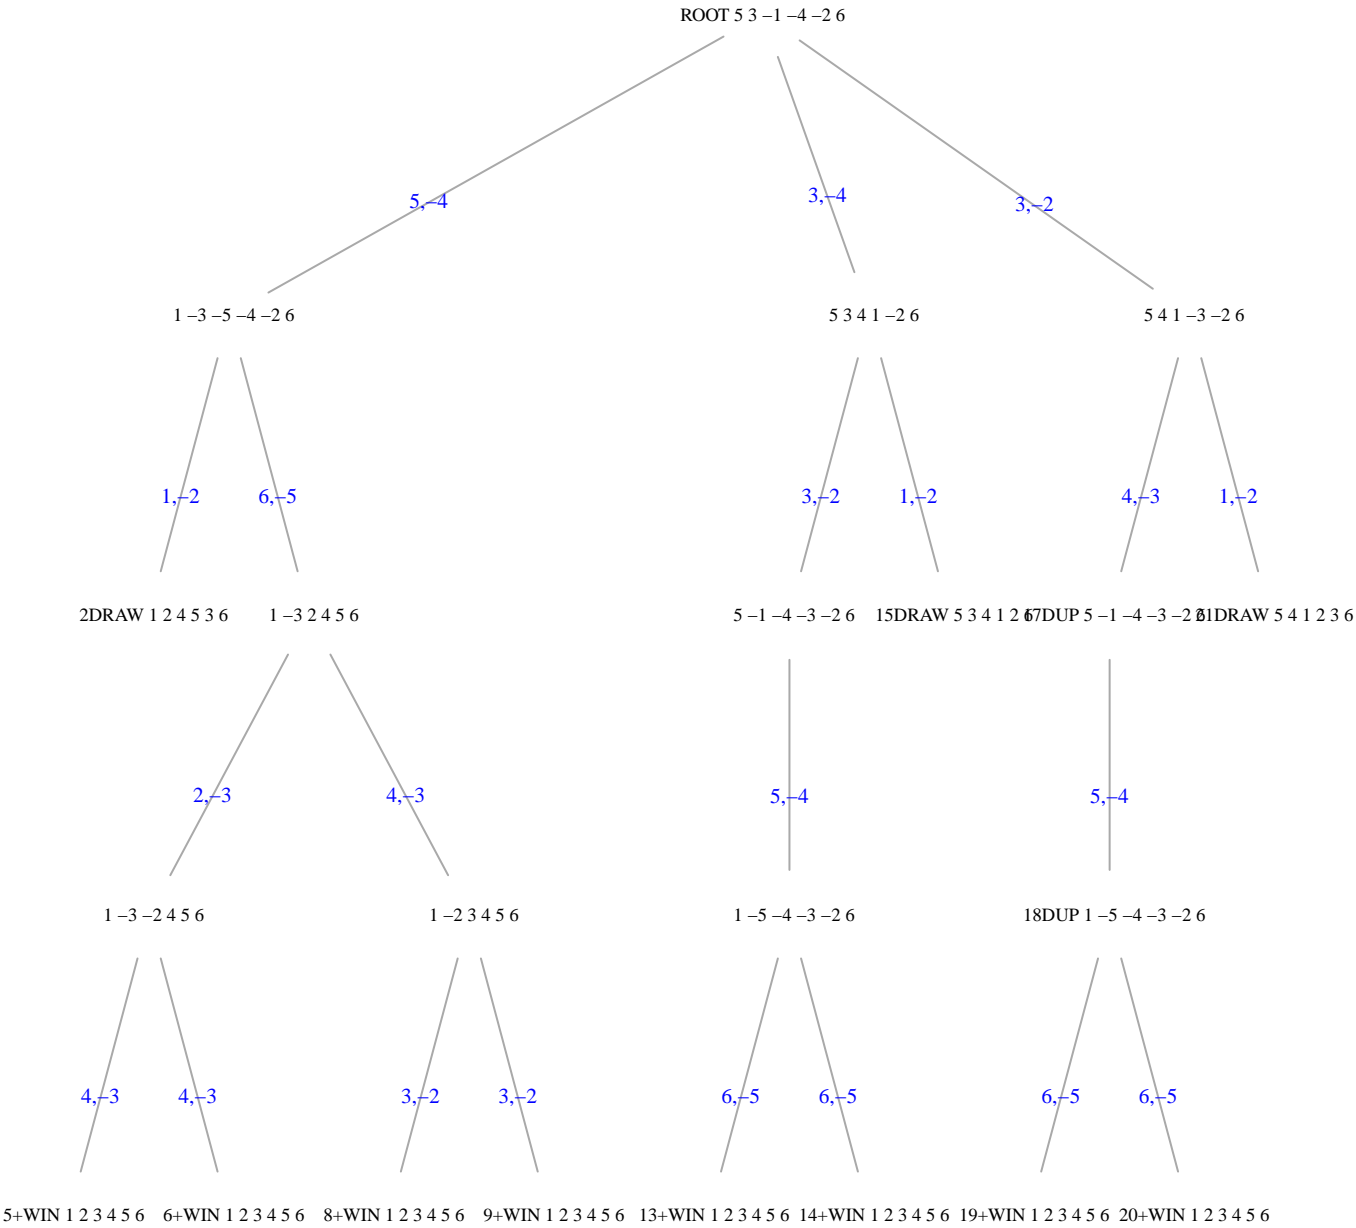 ROOT 5 3 –1 –4 –2 6
5,–4
3,–4
3,–2
1 –3 –5 –4 –2 6
5 3 4 1 –2 6
5 4 1 –3 –2 6
1,–2
6,–5
3,–2
1,–2
4,–3
1,–2
2DRAW 1 2 4 5 3 6
1 –3 2 4 5 6
5 –1 –4 –3 –2 6
15DRAW 5 3 4 1 2 6
17DUP 5 –1 –4 –3 –2 6
21DRAW 5 4 1 2 3 6
2,–3
4,–3
5,–4
5,–4
1 –3 –2 4 5 6
1 –2 3 4 5 6
1 –5 –4 –3 –2 6
18DUP 1 –5 –4 –3 –2 6
4,–3
4,–3
3,–2
3,–2
6,–5
6,–5
6,–5
6,–5
5+WIN 1 2 3 4 5 6
6+WIN 1 2 3 4 5 6
8+WIN 1 2 3 4 5 6
9+WIN 1 2 3 4 5 6
13+WIN 1 2 3 4 5 6
14+WIN 1 2 3 4 5 6
19+WIN 1 2 3 4 5 6
20+WIN 1 2 3 4 5 6